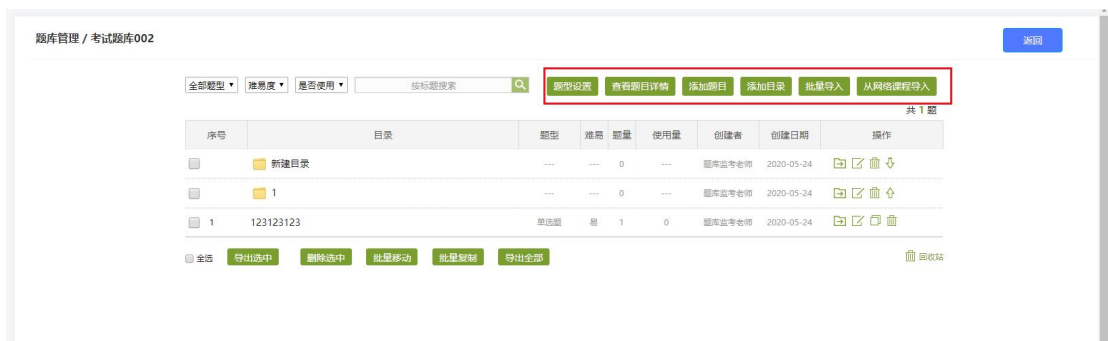 题库管理 / 考试题库002 返回
全部题型 难易度 是否使用 按标题搜索 题型设置 查看题目详情 添加题目 添加目录 批量导入 从网络课程导入
共 1 题
序号 目录 题型 难易 题量 使用量 创建者 创建日期 操作
新建目录 --- --- 0 --- 题库监考老师 2020-05-24
1 --- --- 0 --- 题库监考老师 2020-05-24
1 123123123 单选题 易 1 0 题库监考老师 2020-05-24
全选 导出选中 删除选中 批量移动 批量复制 导出全部 回收站